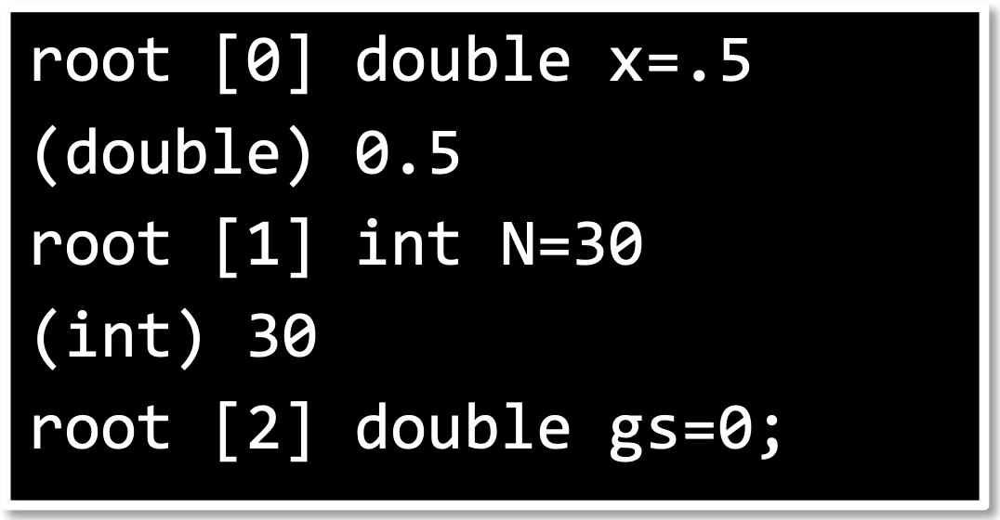 root [0] double x=.5
(double) 0.5
root [1] int N=30
(int) 30
root [2] double gs=0;